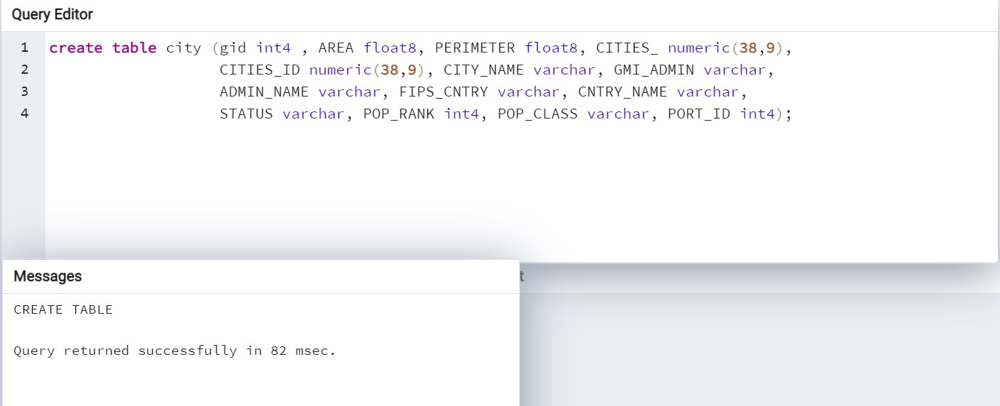 Query Editor
1 create table city (gid int4 , AREA float8, PERIMETER float8, CITIES_ numeric(38,9),
2 CITIES_ID numeric(38,9), CITY_NAME varchar, GMI_ADMIN varchar,
3 ADMIN_NAME varchar, FIPS_CNTRY varchar, CNTRY_NAME varchar,
4 STATUS varchar, POP_RANK int4, POP_CLASS varchar, PORT_ID int4);
Messages
CREATE TABLE
Query returned successfully in 82 msec.